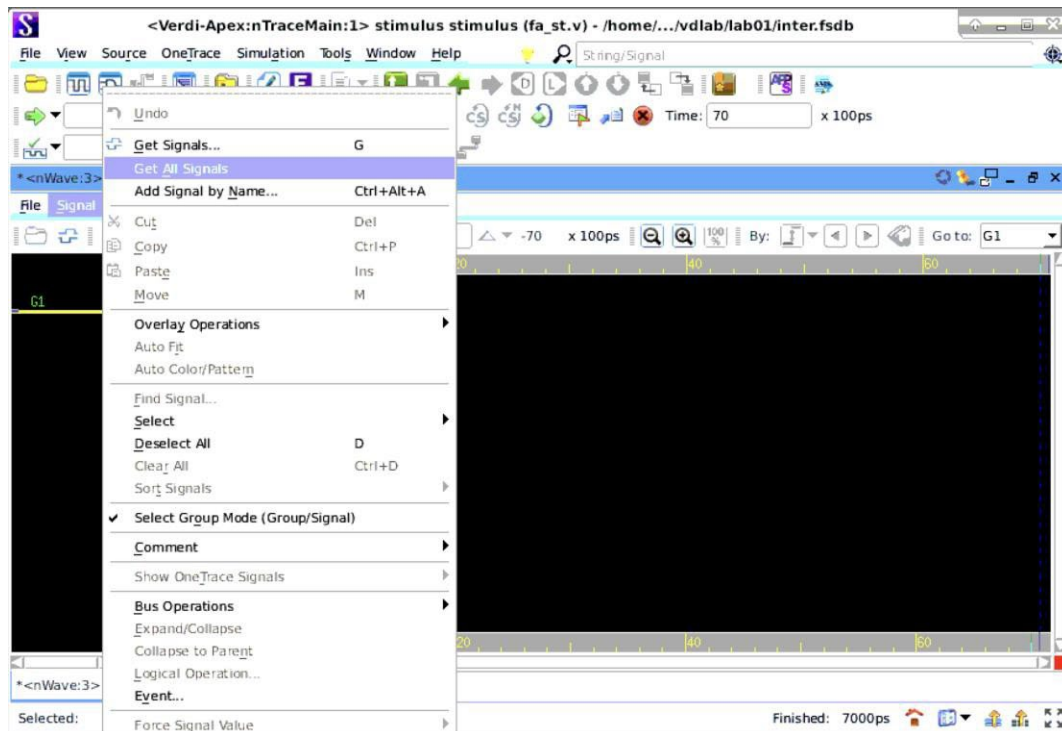 <Verdi-Apex:nTraceMain:1> stimulus stimulus (fa_st.v) - /home/.../vdlab/lab01/inter.fsdb
File View Source OneTrace Simulation Tools Window Help String/Signal
Time: 70 x 100ps
*<nWave:3>
File Signal
-70 x 100ps 100% By: Go to: G1
Undo
Get Signals... G
Get All Signals
Add Signal by Name... Ctrl+Alt+A
Cut Del
Copy Ctrl+P
Paste Ins
Move M
Overlay Operations
Auto Fit
Auto Color/Pattern
Find Signal...
Select
Deselect All D
Clear All Ctrl+D
Sort Signals
Select Group Mode (Group/Signal)
Comment
Show OneTrace Signals
Bus Operations
Expand/Collapse
Collapse to Parent
Logical Operation...
Event...
Force Signal Value
20 40 60
G1
20 40 60
*<nWave:3>
Selected: Finished: 7000ps